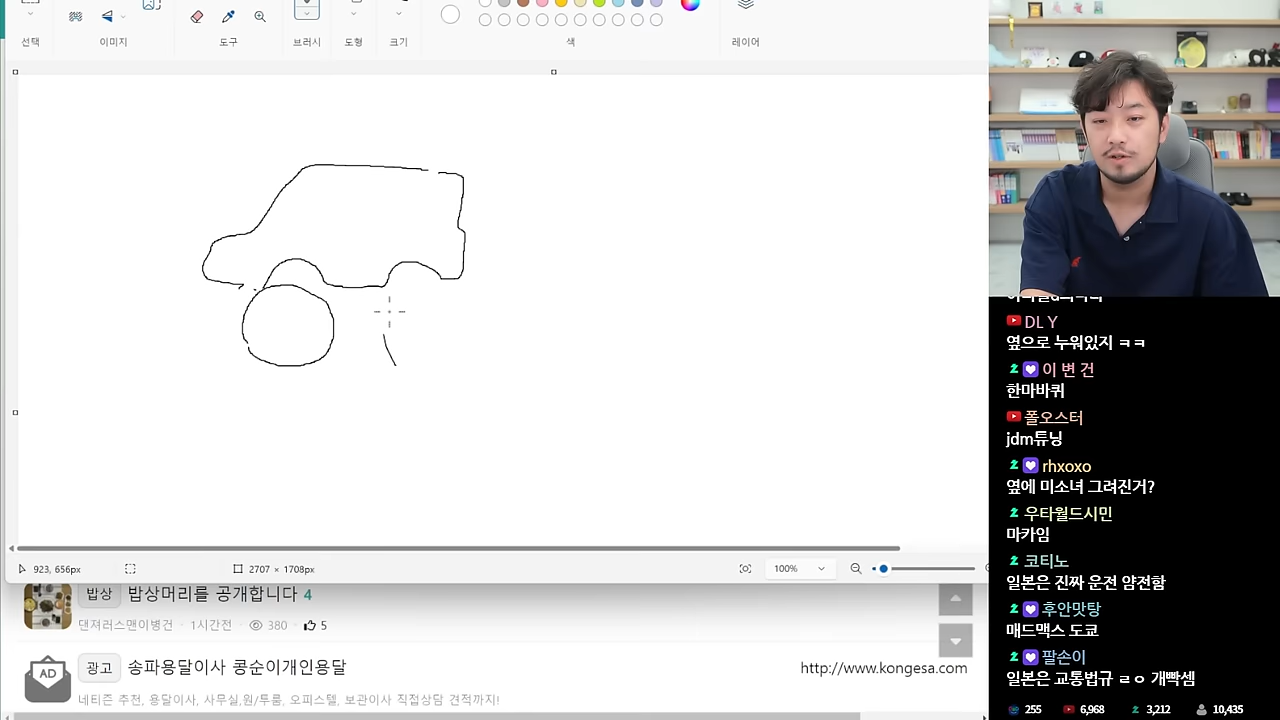 선택
이미지
도구
브러시
도형
크기
색
레이어
923, 656px
2707 × 1708px
100%
밥상 밥상머리를 공개합니다 4
댄져러스맨이병건 · 1시간전 · 380 · 5
AD 광고 송파용달이사 콩순이개인용달
http://www.kongesa.com
네티즌 추천, 용달이사, 사무실,원/투룸, 오피스텔, 보관이사 직접상담 견적까지!
DL Y
옆으로 누워있지 ㅋㅋ
이 변 건
한마바퀴
폴오스터
jdm튜닝
rhxoxo
옆에 미소녀 그려진거?
우타월드시민
마카임
코티노
일본은 진짜 운전 얌전함
후안맛탕
매드맥스 도쿄
팔손이
일본은 교통법규 ㄹㅇ 개빡셈
255 6,968 3,212 10,435